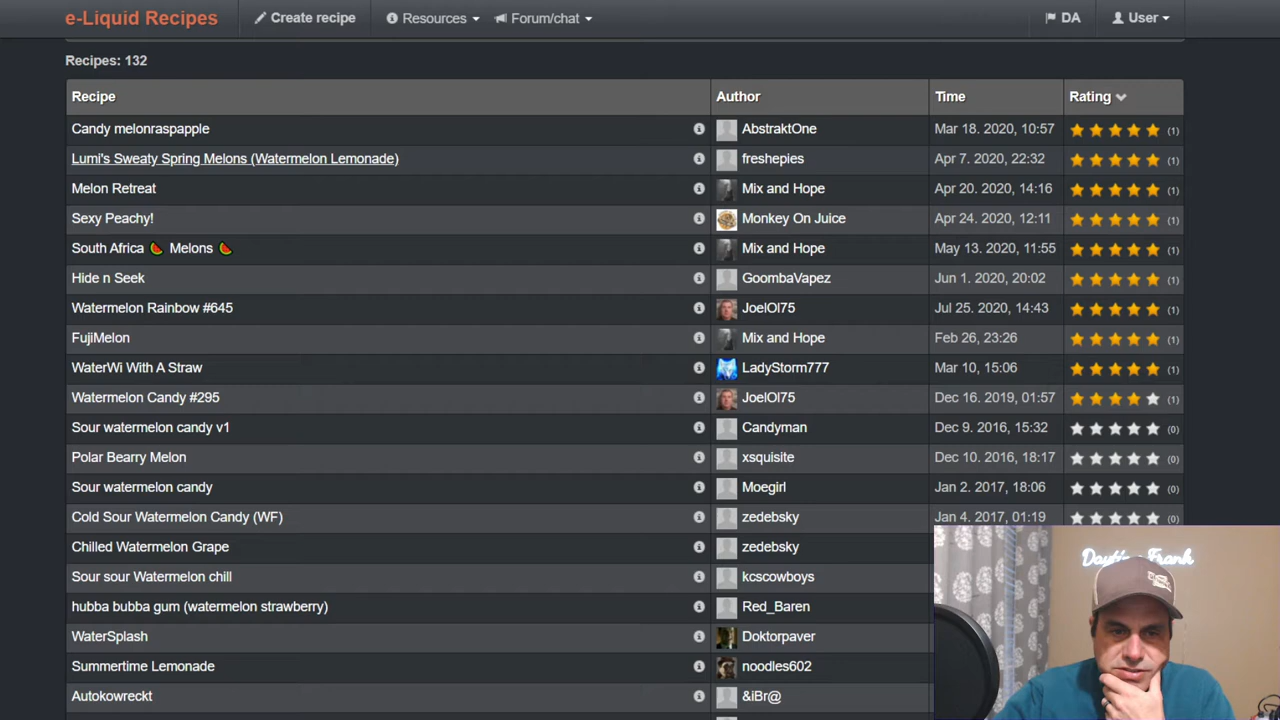 e-Liquid Recipes Create recipe Resources Forum/chat DA User
Recipes: 132
Recipe Author Time Rating
Candy melonraspapple AbstraktOne Mar 18. 2020, 10:57 (1)
Lumi's Sweaty Spring Melons (Watermelon Lemonade) freshepies Apr 7. 2020, 22:32 (1)
Melon Retreat Mix and Hope Apr 20. 2020, 14:16 (1)
Sexy Peachy! Monkey On Juice Apr 24. 2020, 12:11 (1)
South Africa 🍉 Melons 🍉 Mix and Hope May 13. 2020, 11:55 (1)
Hide n Seek GoombaVapez Jun 1. 2020, 20:02 (1)
Watermelon Rainbow #645 JoelOl75 Jul 25. 2020, 14:43 (1)
FujiMelon Mix and Hope Feb 26, 23:26 (1)
WaterWi With A Straw LadyStorm777 Mar 10, 15:06 (1)
Watermelon Candy #295 JoelOl75 Dec 16. 2019, 01:57 (1)
Sour watermelon candy v1 Candyman Dec 9. 2016, 15:32 (0)
Polar Bearry Melon xsquisite Dec 10. 2016, 18:17 (0)
Sour watermelon candy Moegirl Jan 2. 2017, 18:06 (0)
Cold Sour Watermelon Candy (WF) zedebsky Jan 4. 2017, 01:19 (0)
Chilled Watermelon Grape zedebsky
Sour sour Watermelon chill kcscowboys
hubba bubba gum (watermelon strawberry) Red_Baren
WaterSplash Doktorpaver
Summertime Lemonade noodles602
Autokowreckt &iBr@
Frank